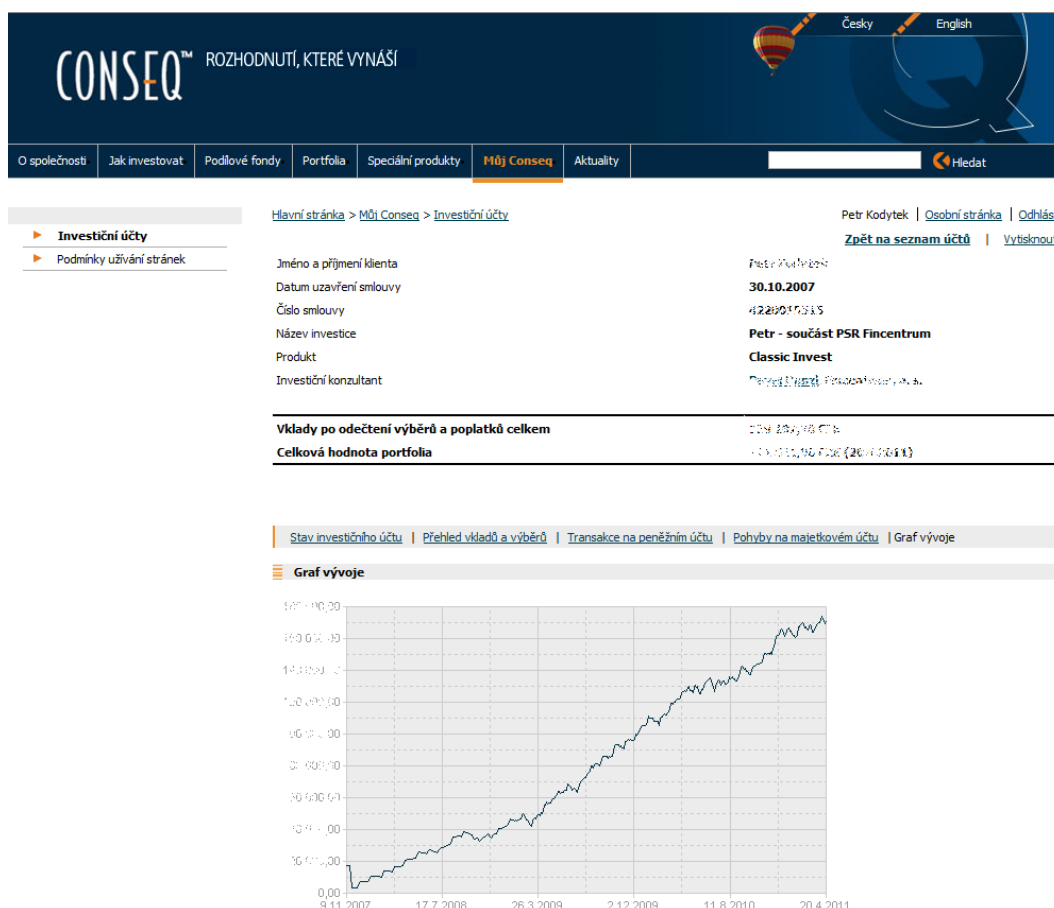 Česky English
CONSEQ™ ROZHODNUTÍ, KTERÉ VYNÁŠÍ
O společnosti Jak investovat Podílové fondy Portfolia Speciální produkty Můj Conseq Aktuality Hledat
Hlavní stránka > Můj Conseq > Investiční účty
Petr Kodytek | Osobní stránka | Odhlás
Zpět na seznam účtů | Vytisknout
Investiční účty
Podmínky užívání stránek
Jméno a příjmení klienta
Datum uzavření smlouvy 30.10.2007
Číslo smlouvy
Název investice Petr - součást PSR Fincentrum
Produkt Classic Invest
Investiční konzultant
Vklady po odečtení výběrů a poplatků celkem
Celková hodnota portfolia
Stav investičního účtu | Přehled vkladů a výběrů | Transakce na peněžním účtu | Pohyby na majetkovém účtu | Graf vývoje
Graf vývoje
0,00
9.11.2007 17.7.2008 26.3.2009 2.12.2009 11.8.2010 20.4.2011